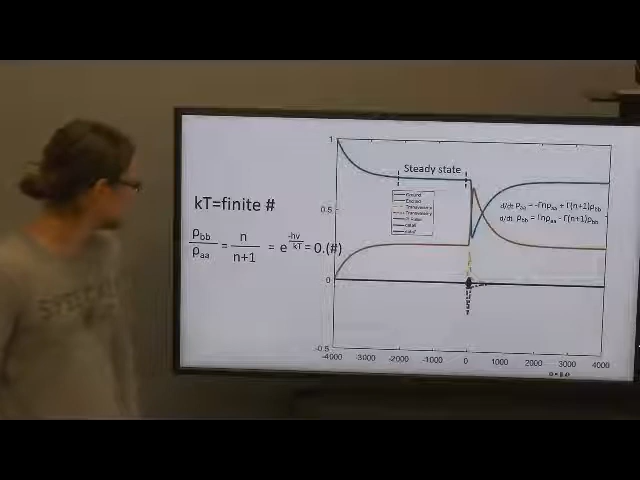 kT=finite #
ρbb/ρaa = n/n+1 = e^(-hν/kT) = 0.(#)
Steady state
d/dt ρaa = -Γnρaa + Γ(n+1)ρbb
d/dt ρbb = Γnρaa - Γ(n+1)ρbb
Ground
Excited
1
0.5
0
-0.5
-4000 -3000 -2000 -1000 0 1000 2000 3000 4000